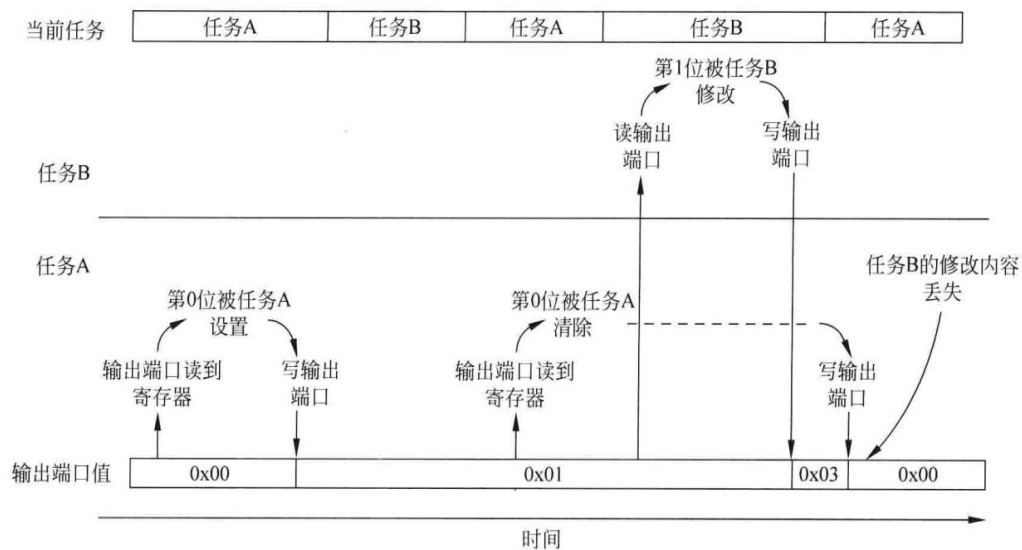 当前任务 任务A 任务B 任务A 任务B 任务A
第1位被任务B
修改
读输出
端口
写输出
端口
任务B
任务A
任务B的修改内容
丢失
第0位被任务A
设置
第0位被任务A
清除
输出端口读到
寄存器
写输出
端口
输出端口读到
寄存器
写输出
端口
输出端口值 0x00 0x01 0x03 0x00
时间